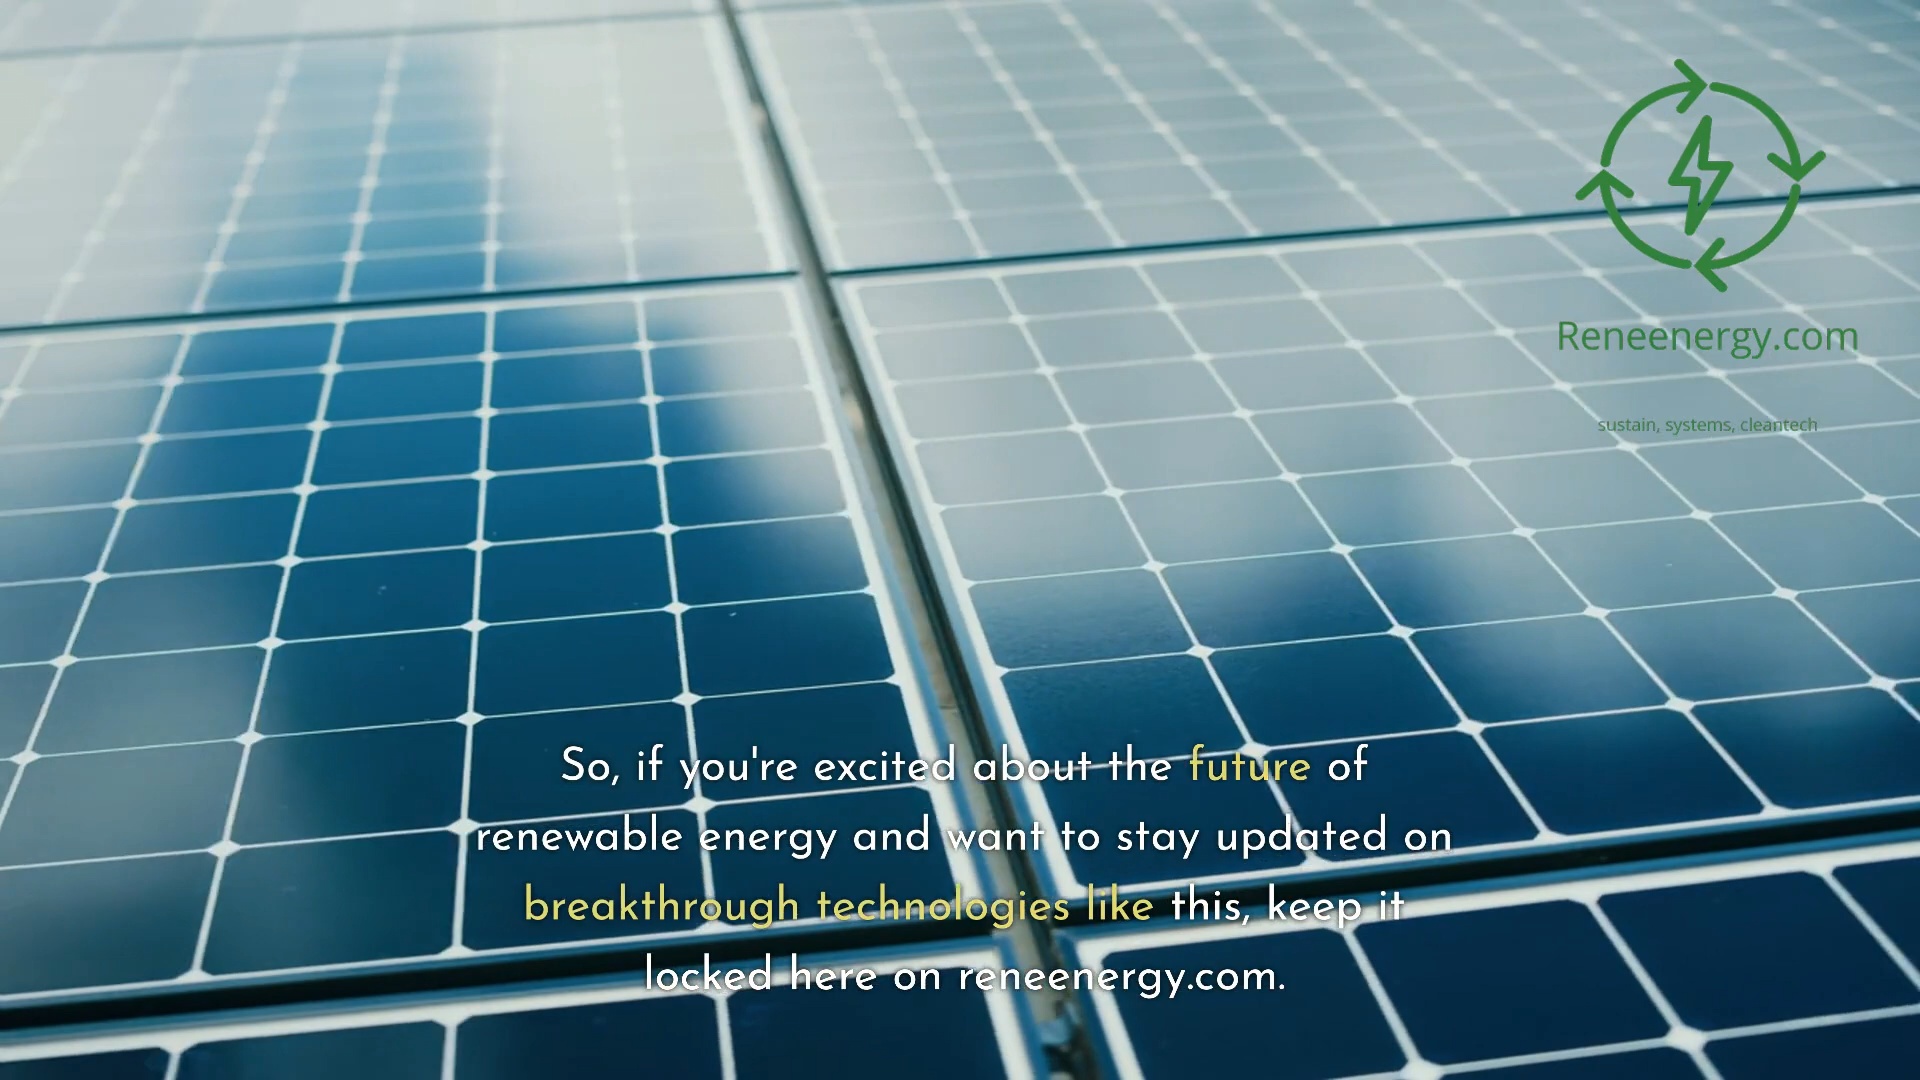 Reneenergy.com
sustain, systems, cleantech
So, if you're excited about the future of
renewable energy and want to stay updated on
breakthrough technologies like this, keep it
locked here on reneenergy.com.